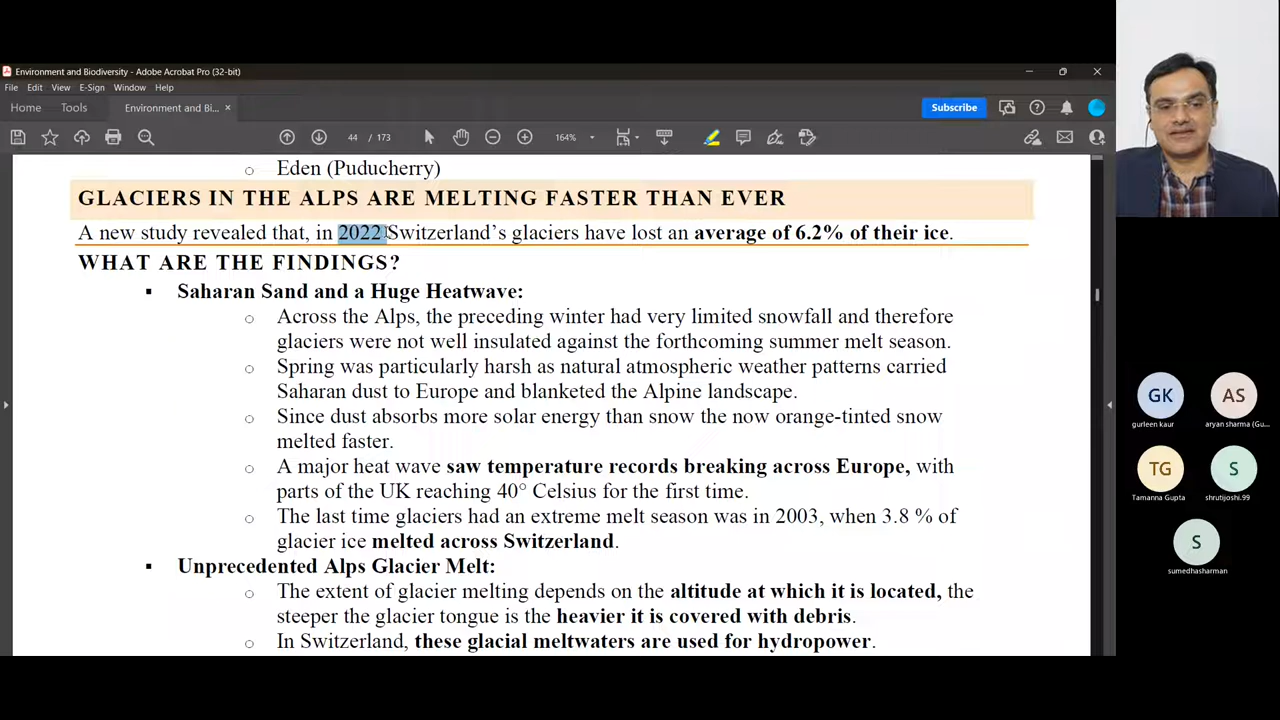 Environment and Biodiversity - Adobe Acrobat Pro (32-bit)
File Edit View E-Sign Window Help
Home Tools Environment and Bi... × Subscribe
44 / 173 164%
○ Eden (Puducherry)
GLACIERS IN THE ALPS ARE MELTING FASTER THAN EVER
A new study revealed that, in 2022 Switzerland's glaciers have lost an average of 6.2% of their ice.
WHAT ARE THE FINDINGS?
▪ Saharan Sand and a Huge Heatwave:
○ Across the Alps, the preceding winter had very limited snowfall and therefore
glaciers were not well insulated against the forthcoming summer melt season.
○ Spring was particularly harsh as natural atmospheric weather patterns carried
Saharan dust to Europe and blanketed the Alpine landscape.
○ Since dust absorbs more solar energy than snow the now orange-tinted snow
melted faster.
○ A major heat wave saw temperature records breaking across Europe, with
parts of the UK reaching 40° Celsius for the first time.
○ The last time glaciers had an extreme melt season was in 2003, when 3.8 % of
glacier ice melted across Switzerland.
▪ Unprecedented Alps Glacier Melt:
○ The extent of glacier melting depends on the altitude at which it is located, the
steeper the glacier tongue is the heavier it is covered with debris.
○ In Switzerland, these glacial meltwaters are used for hydropower.
GK AS
gurleen kaur aryan sharma (Gu...
TG S
Tamanna Gupta shrutijoshi.99
S
sumedhasharman